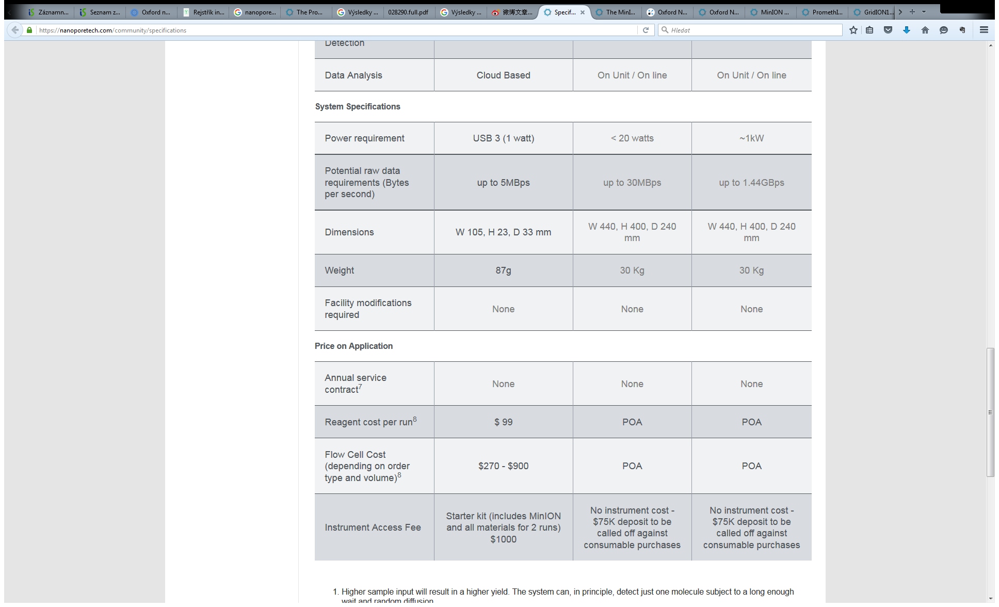 Záznamn...
Seznam z...
Oxford n...
Rejstřík in...
nanopore...
The Pro...
Výsledky ...
028290.full.pdf
Výsledky ...
微博文章...
Specif...
The MinI...
Oxford N...
Oxford N...
MinION ...
PromethI...
GridION1...
https://nanoporetech.com/community/specifications
Hledat
Detection
Data Analysis
Cloud Based
On Unit / On line
On Unit / On line
System Specifications
Power requirement
USB 3 (1 watt)
< 20 watts
~1kW
Potential raw data
requirements (Bytes
per second)
up to 5MBps
up to 30MBps
up to 1.44GBps
Dimensions
W 105, H 23, D 33 mm
W 440, H 400, D 240
mm
W 440, H 400, D 240
mm
Weight
87g
30 Kg
30 Kg
Facility modifications
required
None
None
None
Price on Application
Annual service
contract7
None
None
None
Reagent cost per run8
$ 99
POA
POA
Flow Cell Cost
(depending on order
type and volume)8
$270 - $900
POA
POA
Instrument Access Fee
Starter kit (includes MinION
and all materials for 2 runs)
$1000
No instrument cost -
$75K deposit to be
called off against
consumable purchases
No instrument cost -
$75K deposit to be
called off against
consumable purchases
1. Higher sample input will result in a higher yield. The system can, in principle, detect just one molecule subject to a long enough
wait and random diffusion